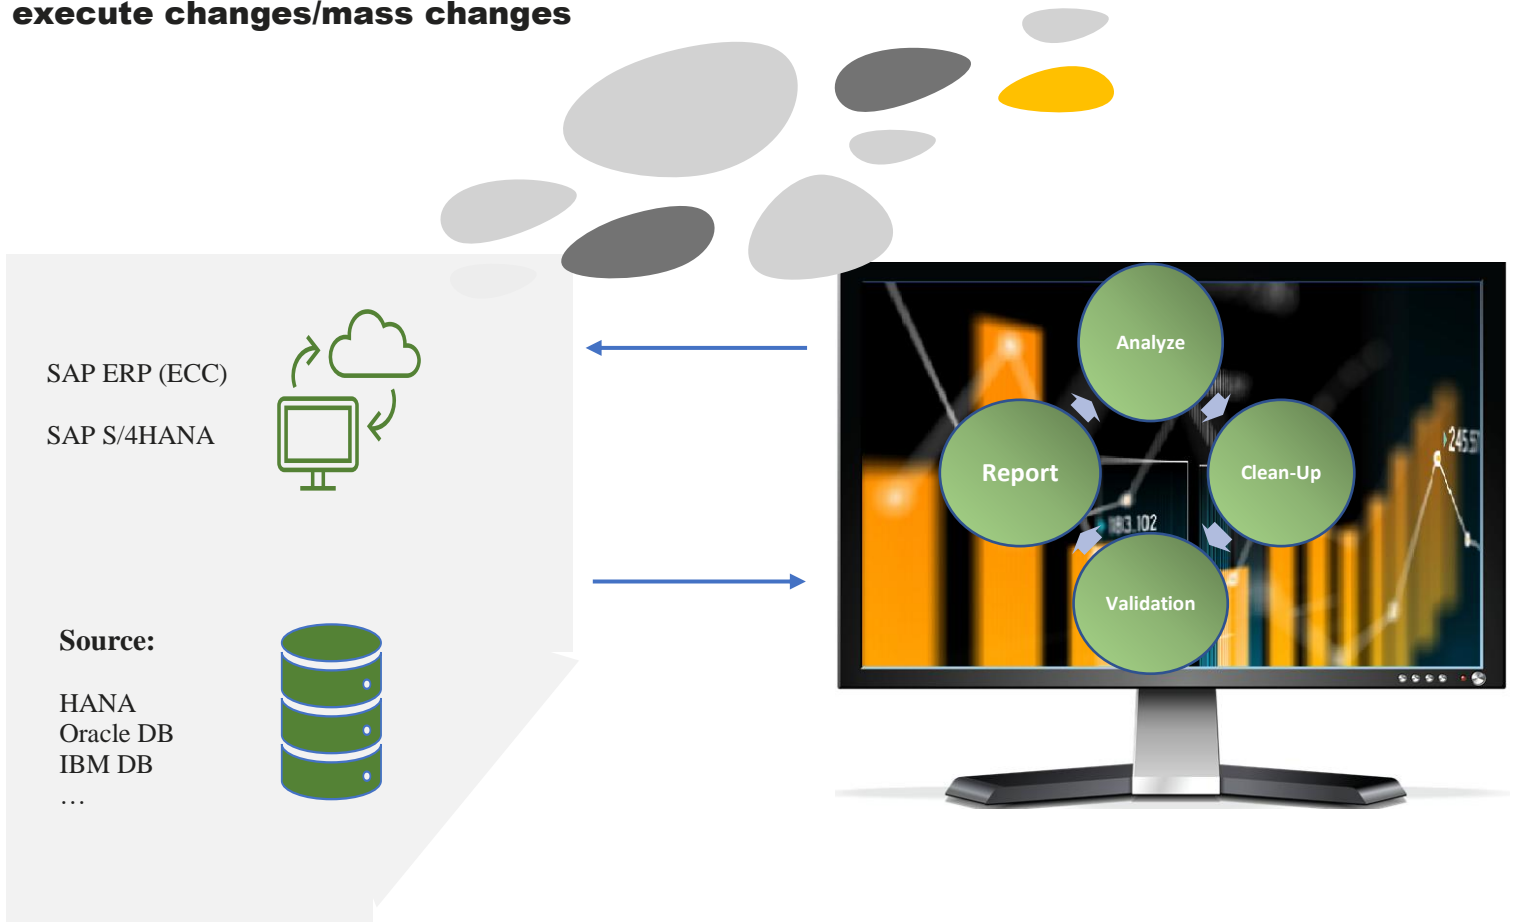 execute changes/mass changes
SAP ERP (ECC)
SAP S/4HANA
Source:
HANA
Oracle DB
IBM DB
…
Analyze
Report
Clean-Up
Validation
183.102